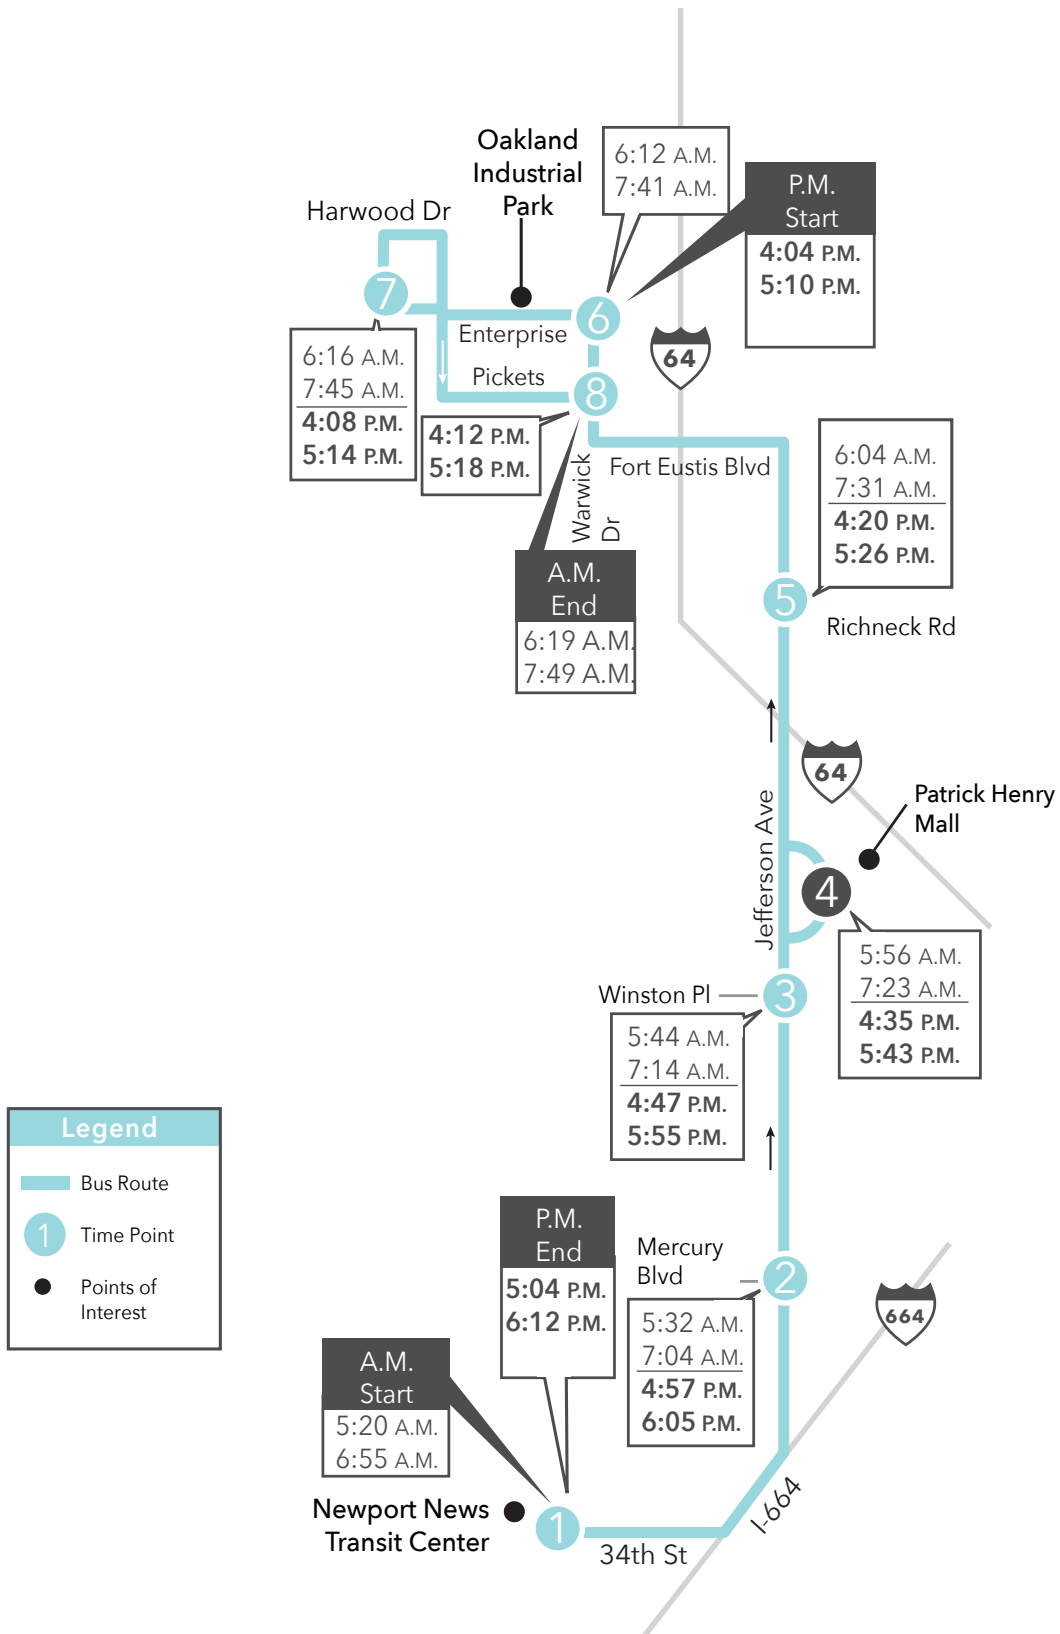 Oakland
Industrial
Park
6:12 A.M.
7:41 A.M.
P.M.
Start
4:04 P.M.
5:10 P.M.
Harwood Dr
7
6
Enterprise
64
6:16 A.M.
7:45 A.M.
4:08 P.M.
5:14 P.M.
Pickets
8
4:12 P.M.
5:18 P.M.
Warwick
Dr
Fort Eustis Blvd
6:04 A.M.
7:31 A.M.
4:20 P.M.
5:26 P.M.
A.M.
End
6:19 A.M.
7:49 A.M.
5
Richneck Rd
64
Patrick Henry
Mall
Jefferson Ave
4
5:56 A.M.
7:23 A.M.
4:35 P.M.
5:43 P.M.
Winston Pl
3
5:44 A.M.
7:14 A.M.
4:47 P.M.
5:55 P.M.
Legend
Bus Route
1
Time Point
Points of
Interest
P.M.
End
5:04 P.M.
6:12 P.M.
Mercury
Blvd
2
5:32 A.M.
7:04 A.M.
4:57 P.M.
6:05 P.M.
664
A.M.
Start
5:20 A.M.
6:55 A.M.
Newport News
Transit Center
1
34th St
I-664